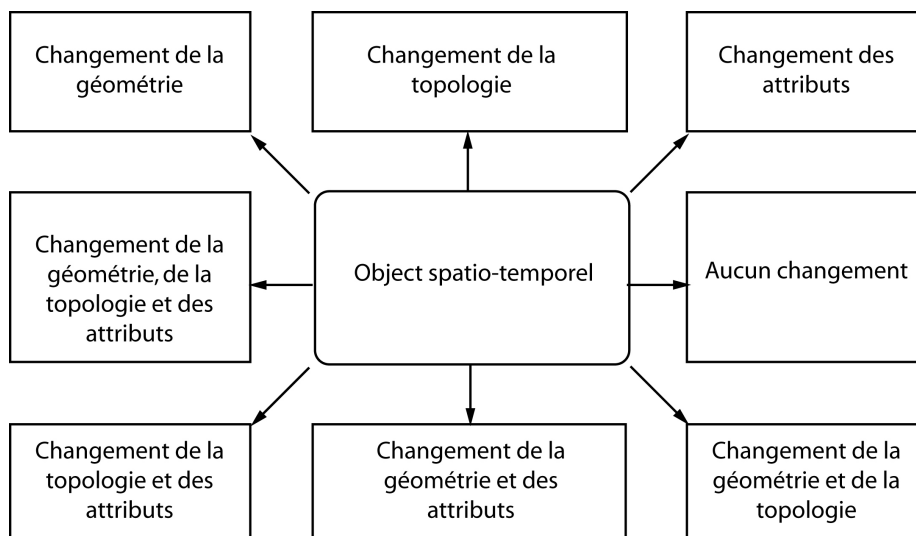 Changement de la
géométrie
Changement de la
topologie
Changement des
attributs
Changement de la
géométrie, de la
topologie et des
attributs
Object spatio-temporel
Aucun changement
Changement de la
topologie et des
attributs
Changement de la
géométrie et des
attributs
Changement de la
géométrie et de la
topologie